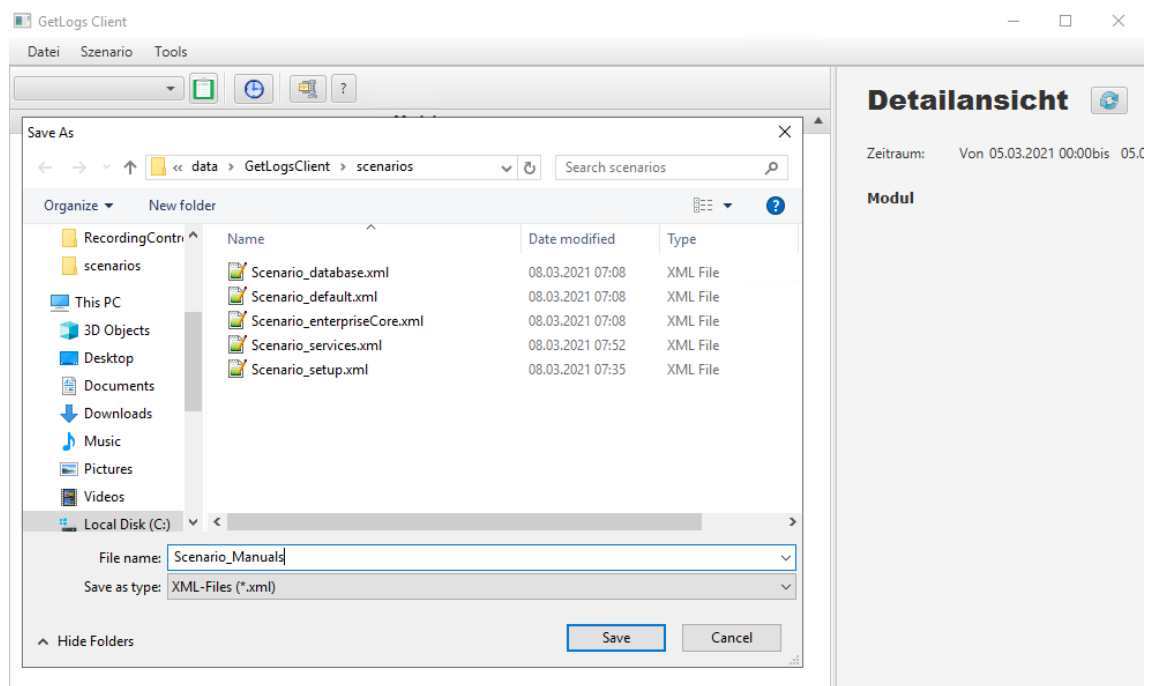 GetLogs Client
Datei Szenario Tools
?
Detailansicht
Zeitraum: Von 05.03.2021 00:00bis 05.0
Modul
Save As
« data > GetLogsClient > scenarios
Search scenarios
Organize New folder
?
RecordingContr
scenarios
This PC
3D Objects
Desktop
Documents
Downloads
Music
Pictures
Videos
Local Disk (C:)
Name Date modified Type
Scenario_database.xml 08.03.2021 07:08 XML File
Scenario_default.xml 08.03.2021 07:08 XML File
Scenario_enterpriseCore.xml 08.03.2021 07:08 XML File
Scenario_services.xml 08.03.2021 07:52 XML File
Scenario_setup.xml 08.03.2021 07:35 XML File
File name: Scenario_Manuals
Save as type: XML-Files (*.xml)
Hide Folders
Save Cancel